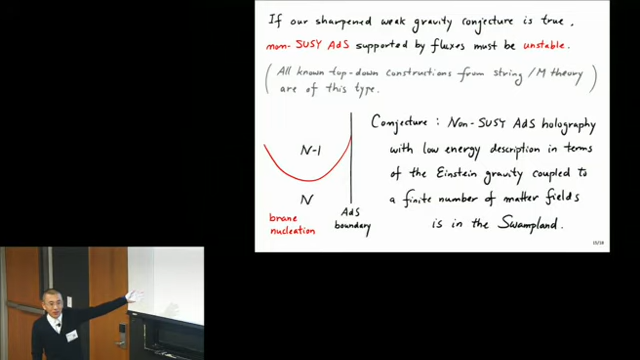 If our sharpened weak gravity conjecture is true,
non-SUSY AdS supported by fluxes must be unstable.
( All known top-down constructions from string / M theory
are of this type. )
Conjecture : Non-SUSY AdS holography
with low energy description in terms
of the Einstein gravity coupled to
a finite number of matter fields
is in the Swampland.
N-1
N
brane
nucleation
AdS
boundary
15/18